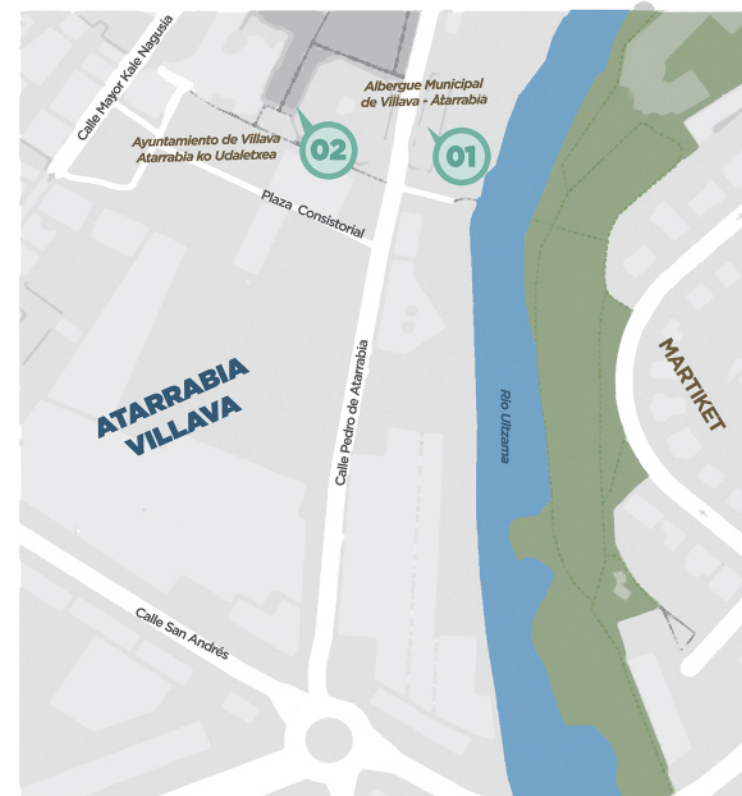 Calle Mayor Kale Nagusia
Albergue Municipal
de Villava - Atarrabia
Ayuntamiento de Villava
Atarrabia ko Udaletxea
02
01
Plaza Consistorial
Calle Pedro de Atarrabia
MARTIKET
ATARRABIA
VILLAVA
Río Ultzama
Calle San Andrés